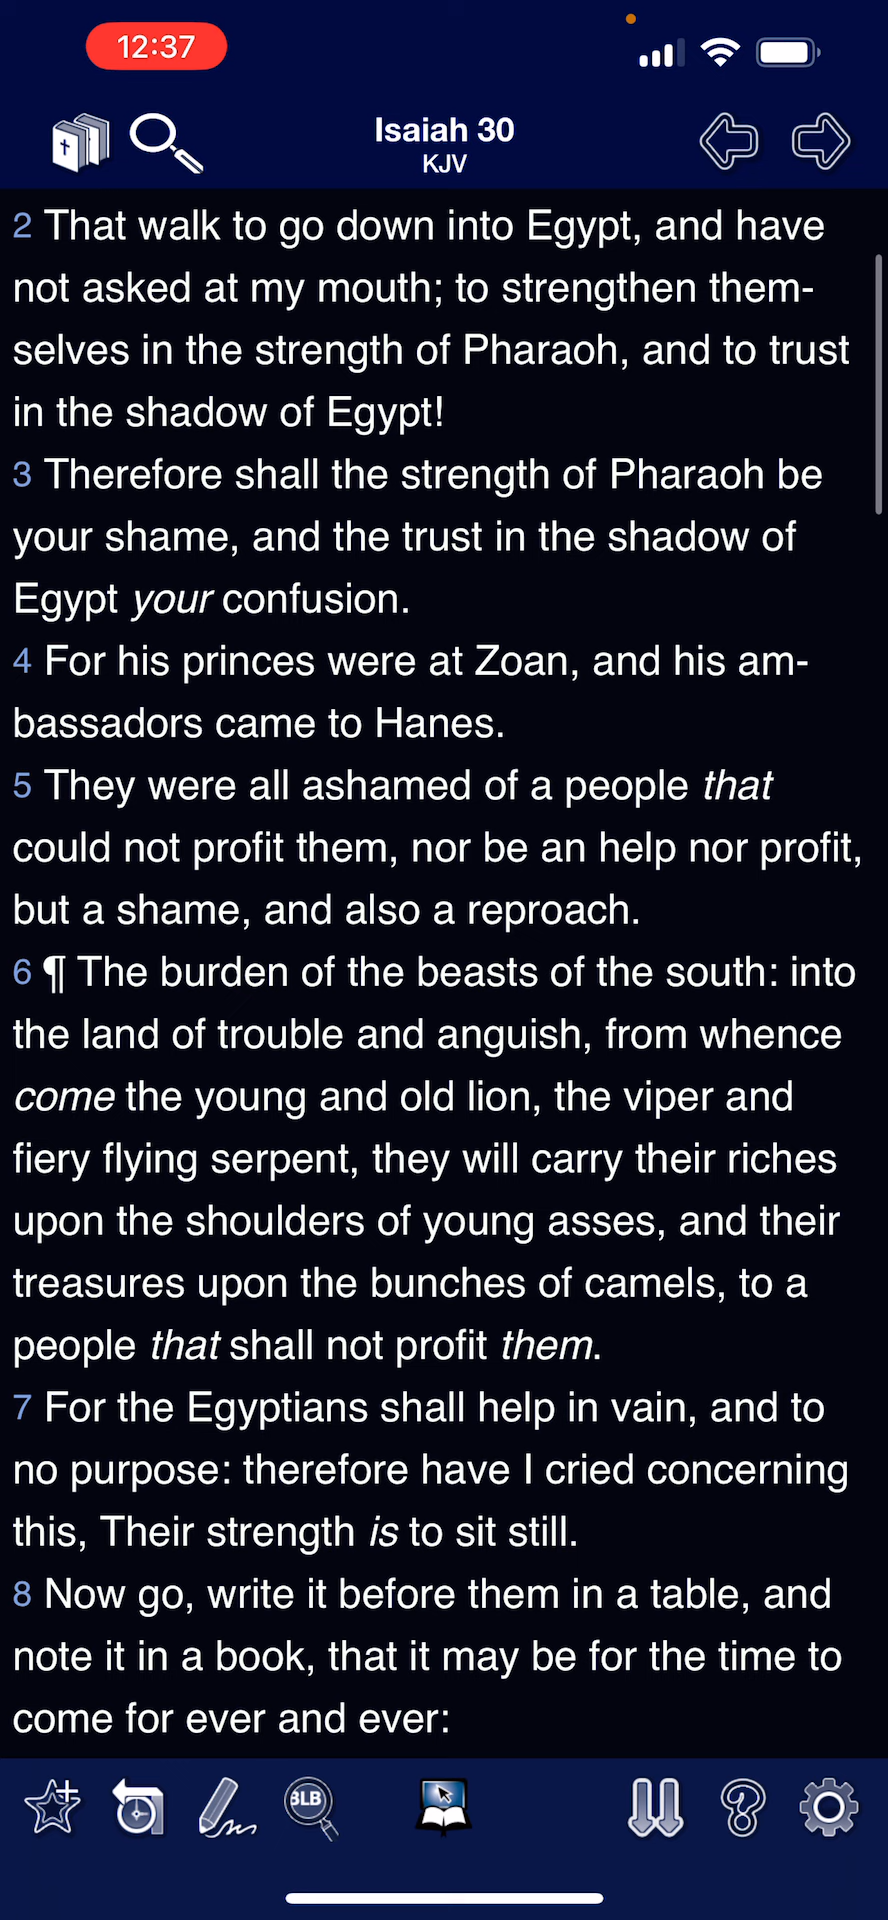 12:37
Isaiah 30
KJV
2 That walk to go down into Egypt, and have
not asked at my mouth; to strengthen them-
selves in the strength of Pharaoh, and to trust
in the shadow of Egypt!
3 Therefore shall the strength of Pharaoh be
your shame, and the trust in the shadow of
Egypt your confusion.
4 For his princes were at Zoan, and his am-
bassadors came to Hanes.
5 They were all ashamed of a people that
could not profit them, nor be an help nor profit,
but a shame, and also a reproach.
6 ¶ The burden of the beasts of the south: into
the land of trouble and anguish, from whence
come the young and old lion, the viper and
fiery flying serpent, they will carry their riches
upon the shoulders of young asses, and their
treasures upon the bunches of camels, to a
people that shall not profit them.
7 For the Egyptians shall help in vain, and to
no purpose: therefore have I cried concerning
this, Their strength is to sit still.
8 Now go, write it before them in a table, and
note it in a book, that it may be for the time to
come for ever and ever:
BLB